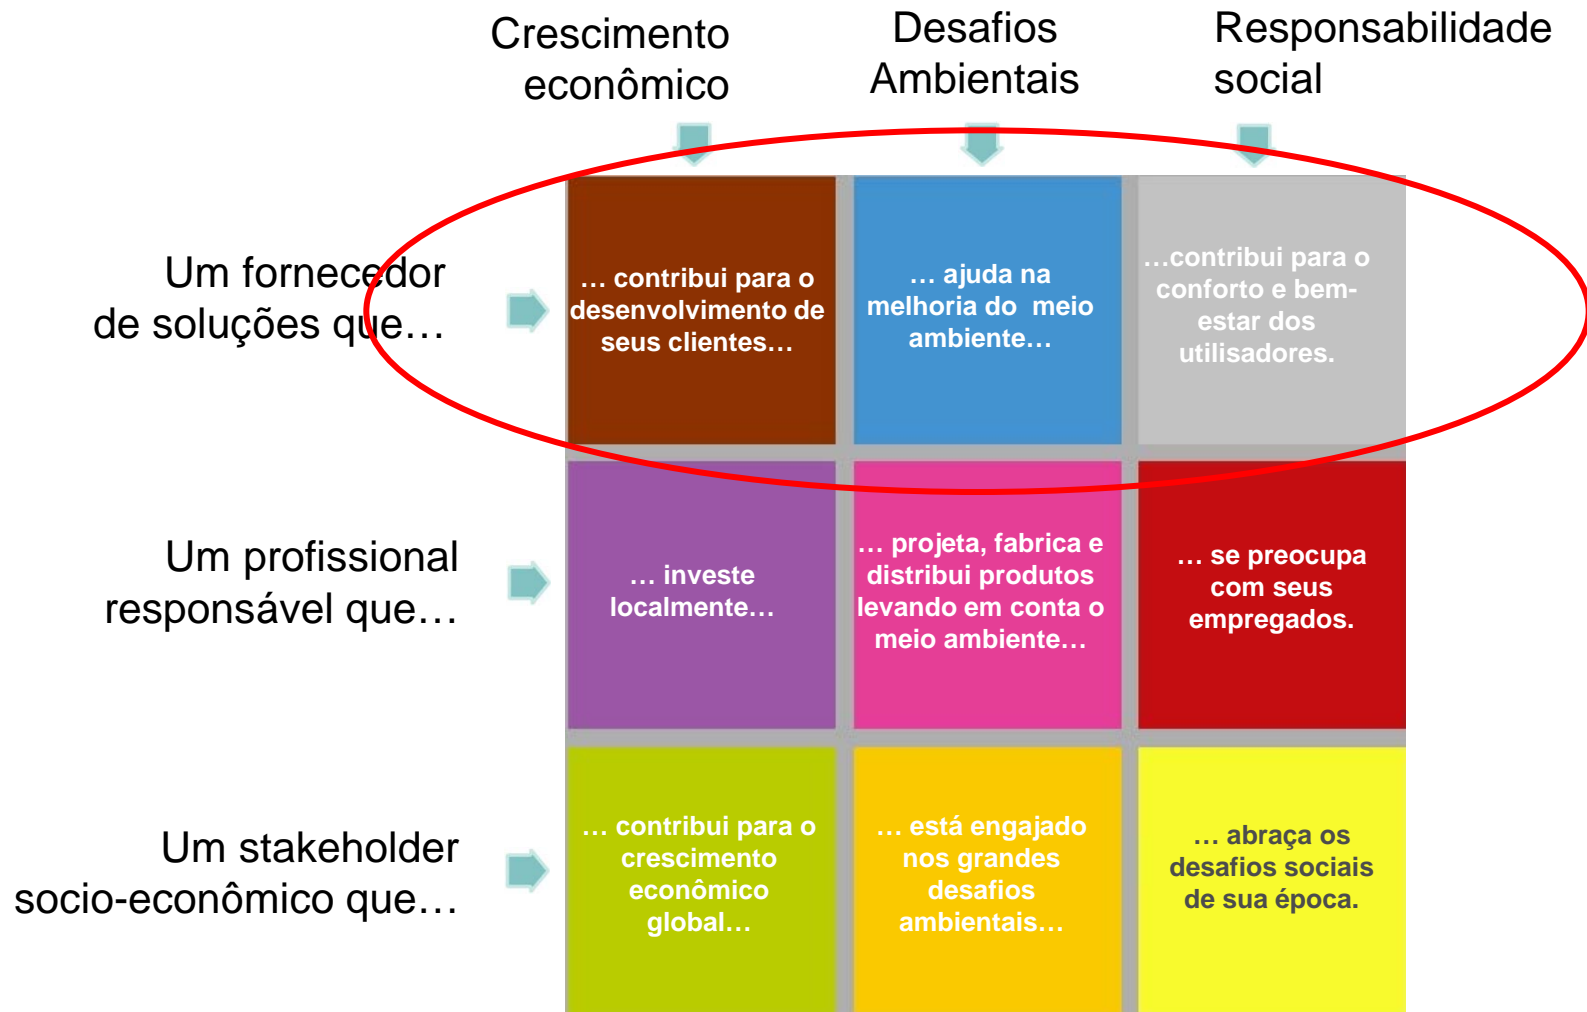 Crescimento
econômico
Desafios
Ambientais
Responsabilidade
social
Um fornecedor
de soluções que…
… contribui para o
desenvolvimento de
seus clientes…
… ajuda na
melhoria do meio
ambiente…
…contribui para o
conforto e bem-
estar dos
utilisadores.
Um profissional
responsável que…
… investe
localmente…
… projeta, fabrica e
distribui produtos
levando em conta o
meio ambiente…
… se preocupa
com seus
empregados.
Um stakeholder
socio-econômico que…
… contribui para o
crescimento
econômico
global…
… está engajado
nos grandes
desafios
ambientais…
… abraça os
desafios sociais
de sua época.